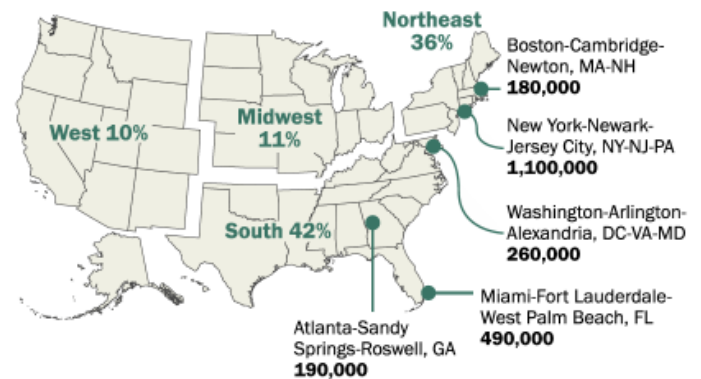 Northeast
36%
Boston-Cambridge-
Newton, MA-NH
180,000
West 10%
Midwest
11%
New York-Newark-
Jersey City, NY-NJ-PA
1,100,000
Washington-Arlington-
Alexandria, DC-VA-MD
260,000
South 42%
Miami-Fort Lauderdale-
West Palm Beach, FL
490,000
Atlanta-Sandy
Springs-Roswell, GA
190,000